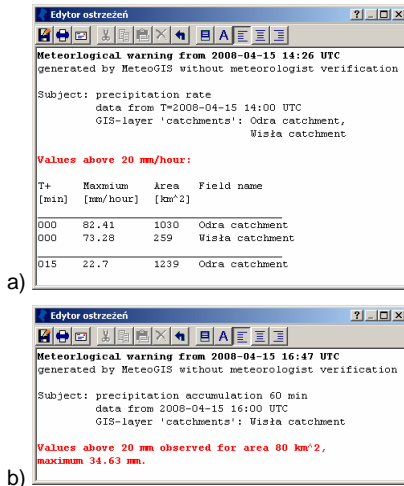 Edytor ostrzeżeń
Meteorlogical warning from 2008-04-15 14:26 UTC
generated by MeteoGIS without meteorologist verification
Subject: precipitation rate
data from T=2008-04-15 14:00 UTC
GIS-layer 'catchments': Odra catchment,
Wisła catchment
Values above 20 mm/hour:
T+ Maxmium Area Field name
[min] [mm/hour] [km^2]
000 82.41 1030 Odra catchment
000 73.28 259 Wisła catchment
015 22.7 1239 Odra catchment
a)
Edytor ostrzeżeń
Meteorlogical warning from 2008-04-15 16:47 UTC
generated by MeteoGIS without meteorologist verification
Subject: precipitation accumulation 60 min
data from 2008-04-15 16:00 UTC
GIS-layer 'catchments': Wisła catchment
Values above 20 mm observed for area 80 km^2,
maximum 34.63 mm.
b)